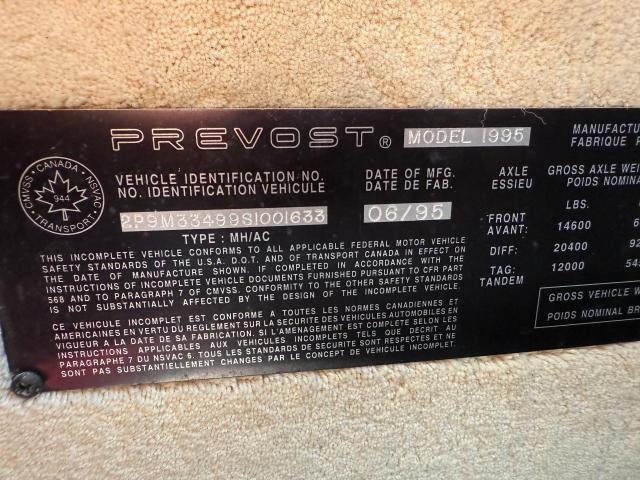 PREVOST® MODEL 1995
CANADA
CMVSS NSVAC
944
TRANSPORT
VEHICLE IDENTIFICATION NO.
NO. IDENTIFICATION VEHICULE
2P9M33499S1001633
TYPE : MH/AC
DATE OF MFG.
DATE DE FAB.
06/95
AXLE
ESSIEU
FRONT
AVANT:
DIFF:
TAG:
TANDEM
MANUFACTU
FABRIQUE P
GROSS AXLE WEI
POIDS NOMINAL
LBS.
14600 6
20400 92
12000 545
GROSS VEHICLE W
POIDS NOMINAL BR
THIS INCOMPLETE VEHICLE CONFORMS TO ALL APPLICABLE FEDERAL MOTOR VEHICLE
SAFETY STANDARDS OF THE U.S.A. D.O.T. AND OF TRANSPORT CANADA IN EFFECT ON
THE DATE OF MANUFACTURE SHOWN. IF COMPLETED IN ACCORDANCE WITH THE
INSTRUCTIONS OF INCOMPLETE VEHICLE DOCUMENTS FURNISHED PURSUANT TO CFR PART
568 AND TO PARAGRAPH 7 OF CMVSS. CONFORMITY TO THE OTHER SAFETY STANDARDS
IS NOT SUBSTANTIALLY AFFECTED BY THE DESIGN OF THE INCOMPLETE VEHICLE.
CE VEHICULE INCOMPLET EST CONFORME A TOUTES LES NORMES CANADIENNES ET
AMERICAINES EN VERTU DU REGLEMENT SUR LA SECURITE DES VEHICULES AUTOMOBILES EN
VIGUEUR A LA DATE DE SA FABRICATION. SI L'AMENAGEMENT EST COMPLETE SELON LES
INSTRUCTIONS APPLICABLES AUX VEHICULES INCOMPLETS TELS QUE DECRIT AU
PARAGRAPHE 7 DU NSVAC 6. TOUS LES STANDARDS DE SECURITE SONT RESPECTES ET NE
SONT PAS SUBSTANTIELLEMENT CHANGES PAR LE CONCEPT DE VEHICULE INCOMPLET.